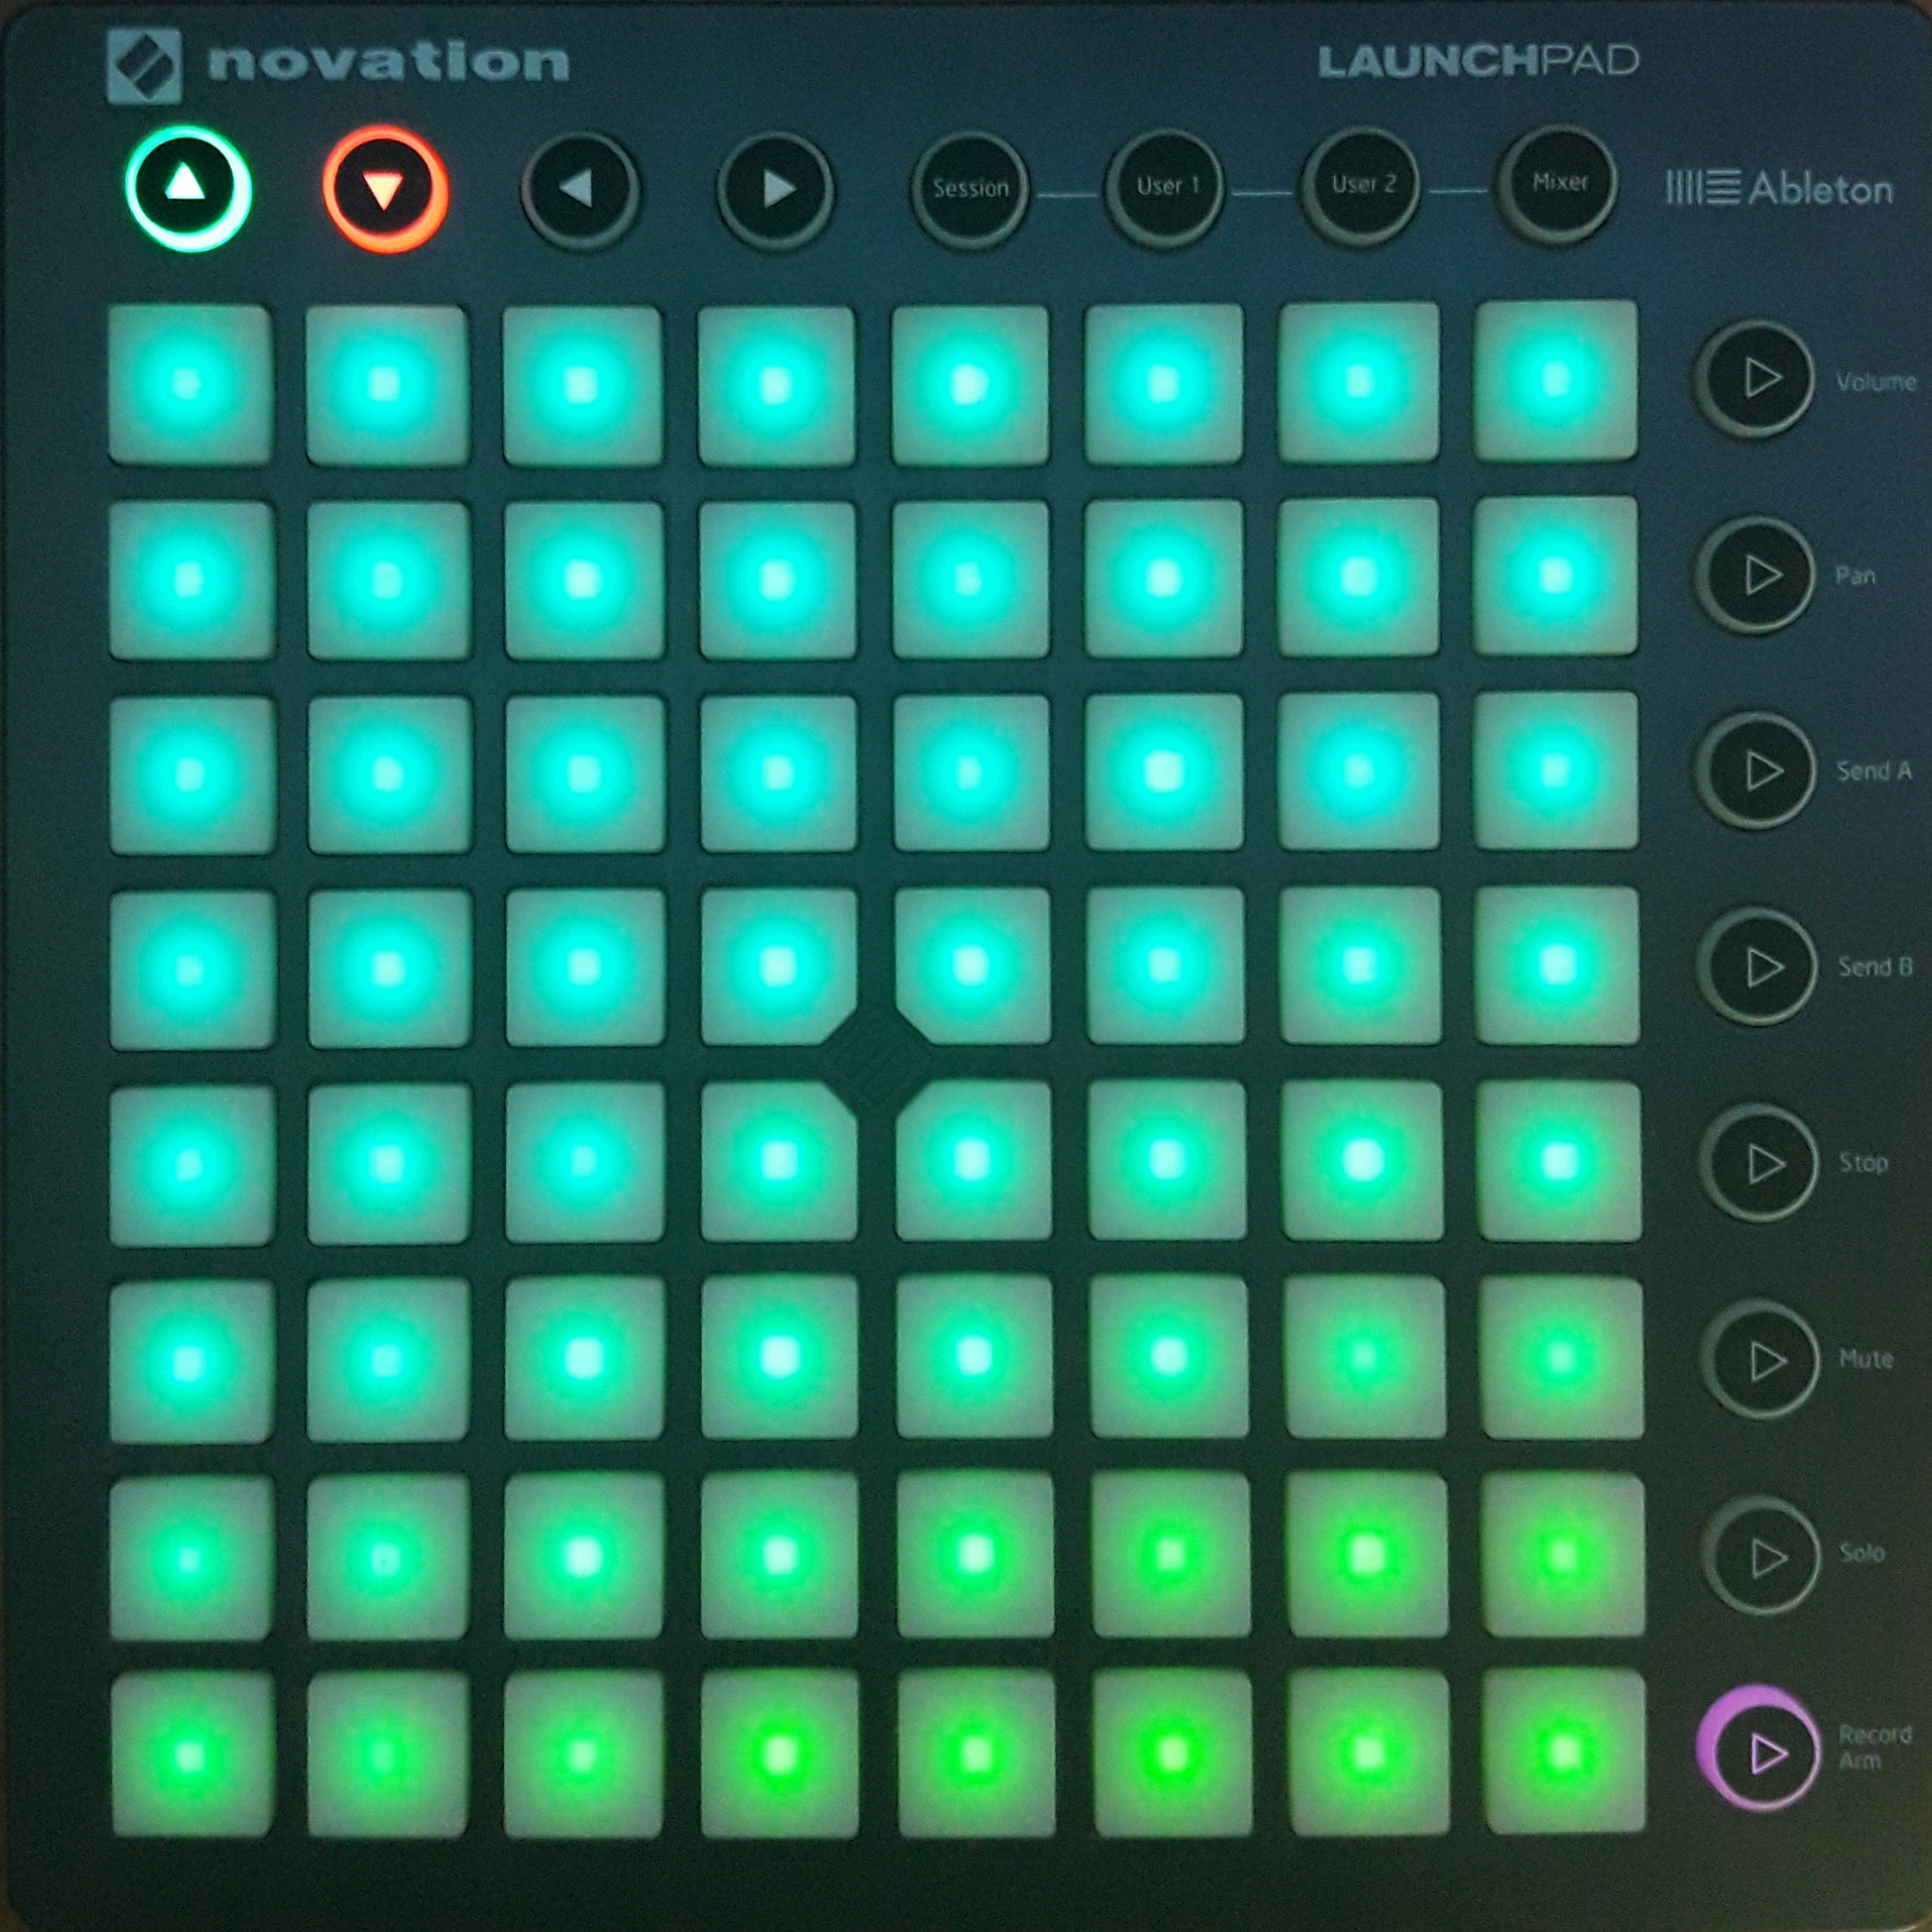 novation
LAUNCHPAD
Session
User 1
User 2
Mixer
Ableton
Volume
Pan
Send A
Send B
Stop
Mute
Solo
Record
Arm